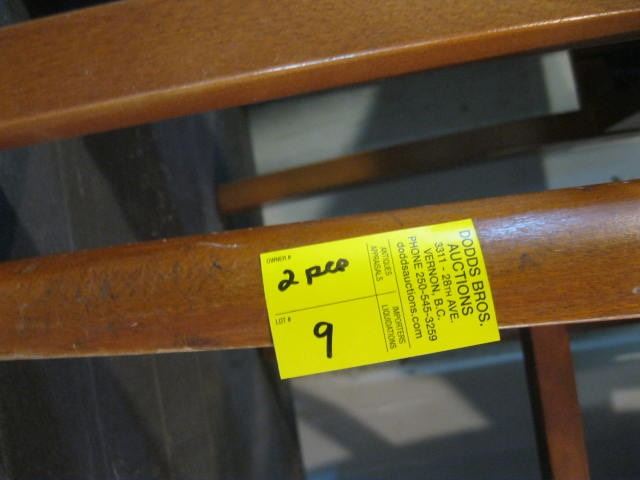 OWNER #
2 pce
LOT #
9
ANTIQUES
APPRAISALS
IMPORTERS
LIQUIDATIONS
DODDS BROS.
AUCTIONS
3311 - 28TH AVE.
VERNON, B.C.
PHONE 250-545-3259
doddsauctions.com